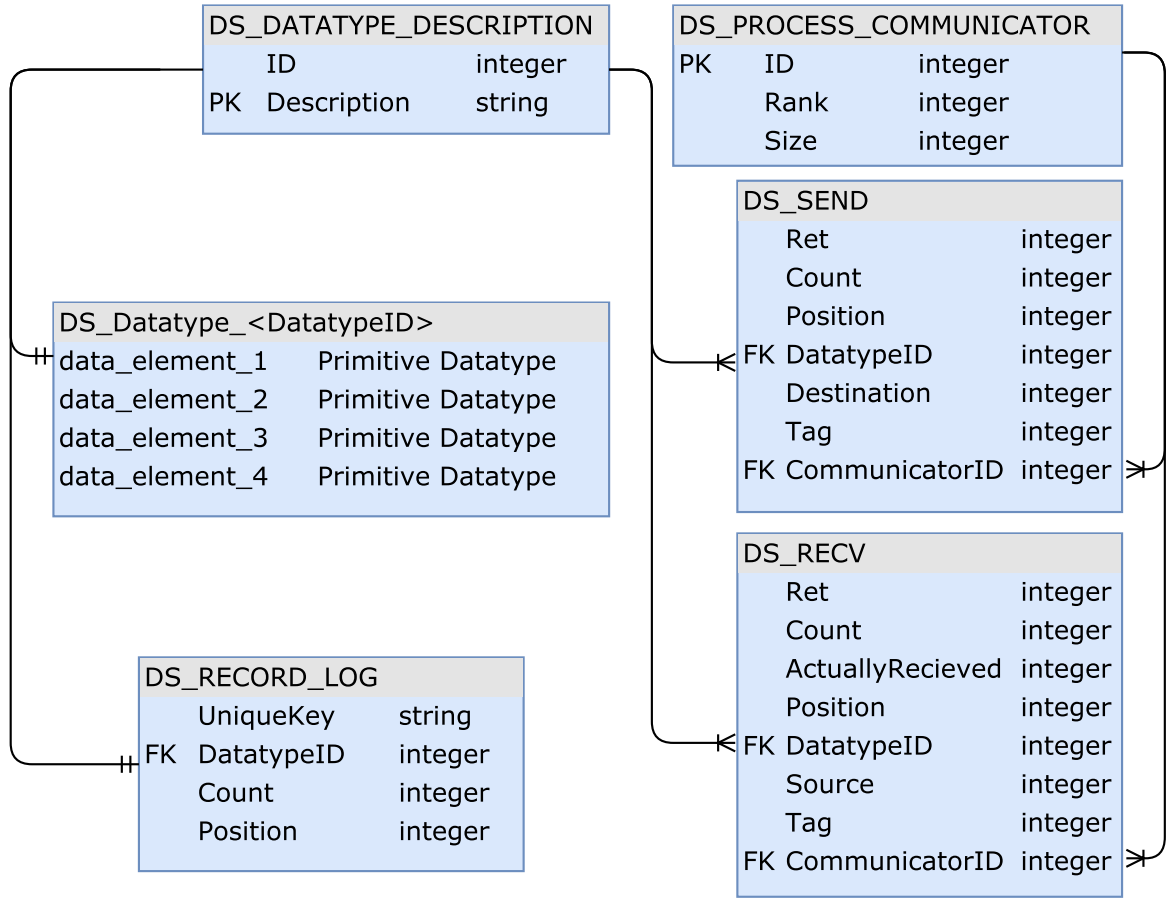 DS_DATATYPE_DESCRIPTION
ID integer
PK Description string
DS_PROCESS_COMMUNICATOR
PK ID integer
Rank integer
Size integer
DS_SEND
Ret integer
Count integer
Position integer
FK DatatypeID integer
Destination integer
Tag integer
FK CommunicatorID integer
DS_Datatype_<DatatypeID>
data_element_1 Primitive Datatype
data_element_2 Primitive Datatype
data_element_3 Primitive Datatype
data_element_4 Primitive Datatype
DS_RECV
Ret integer
Count integer
ActuallyRecieved integer
Position integer
FK DatatypeID integer
Source integer
Tag integer
FK CommunicatorID integer
DS_RECORD_LOG
UniqueKey string
FK DatatypeID integer
Count integer
Position integer